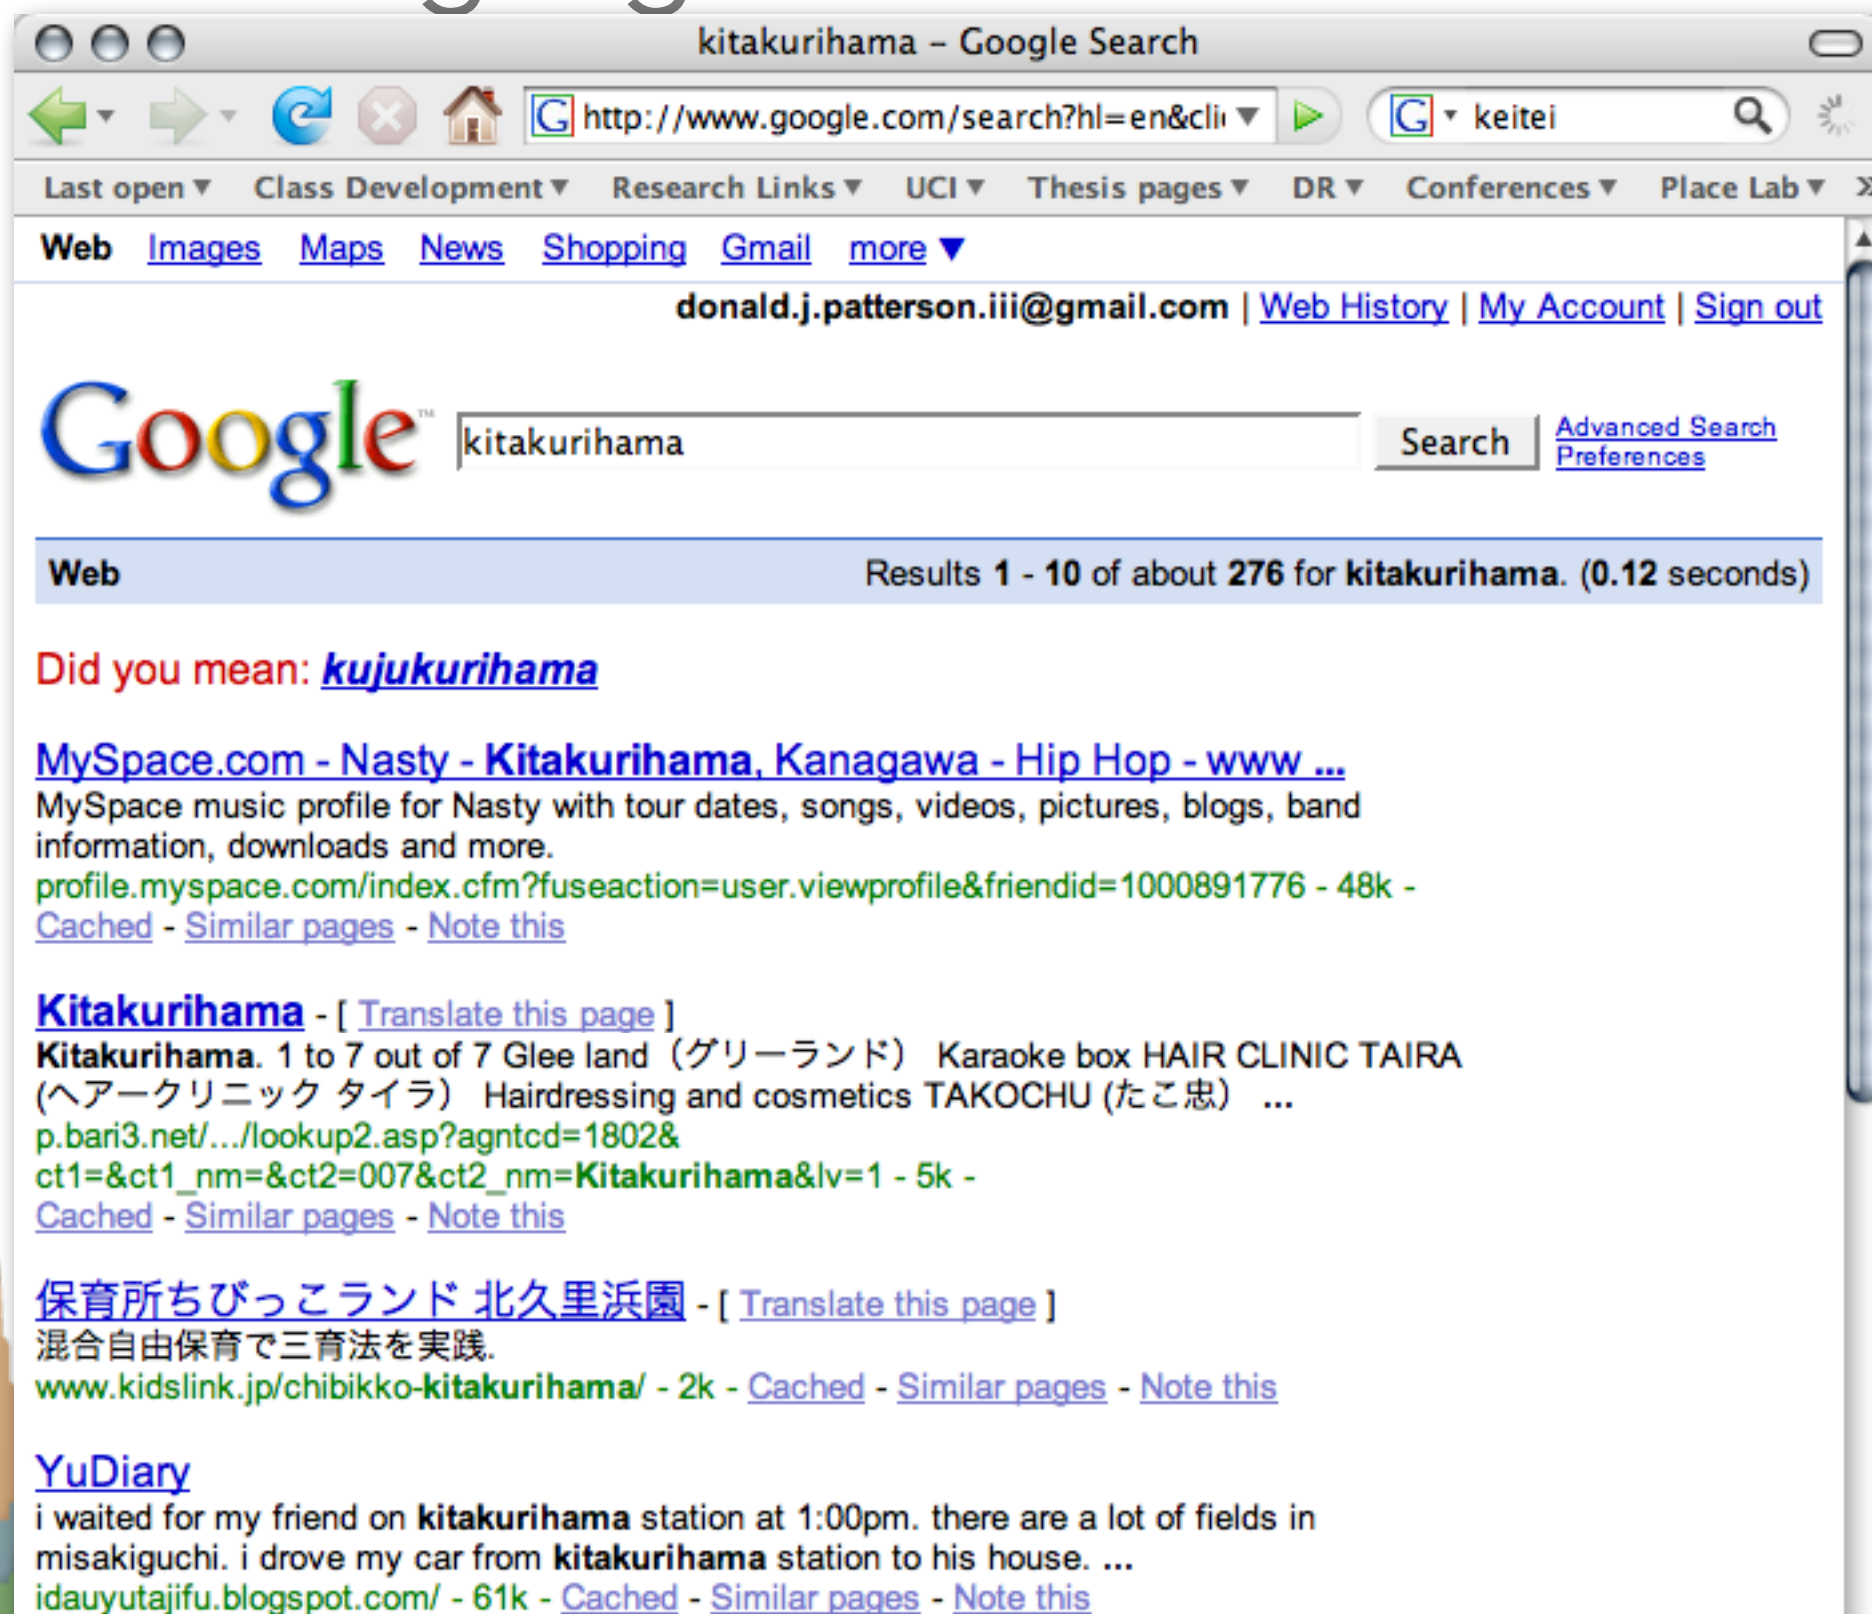 kitakurihama – Google Search
http://www.google.com/search?hl=en&cli keitei
Last open Class Development Research Links UCI Thesis pages DR Conferences Place Lab
Web Images Maps News Shopping Gmail more ▼
donald.j.patterson.iii@gmail.com | Web History | My Account | Sign out
Google™ kitakurihama Search Advanced Search
Preferences
Web Results 1 - 10 of about 276 for kitakurihama. (0.12 seconds)
Did you mean: kujukurihama
MySpace.com - Nasty - Kitakurihama, Kanagawa - Hip Hop - www ...
MySpace music profile for Nasty with tour dates, songs, videos, pictures, blogs, band
information, downloads and more.
profile.myspace.com/index.cfm?fuseaction=user.viewprofile&friendid=1000891776 - 48k -
Cached - Similar pages - Note this
Kitakurihama - [ Translate this page ]
Kitakurihama. 1 to 7 out of 7 Glee land（グリーランド） Karaoke box HAIR CLINIC TAIRA
(ヘアークリニック タイラ） Hairdressing and cosmetics TAKOCHU (たこ忠） ...
p.bari3.net/.../lookup2.asp?agntcd=1802&
ct1=&ct1_nm=&ct2=007&ct2_nm=Kitakurihama&lv=1 - 5k -
Cached - Similar pages - Note this
保育所ちびっこランド 北久里浜園 - [ Translate this page ]
混合自由保育で三育法を実践.
www.kidslink.jp/chibikko-kitakurihama/ - 2k - Cached - Similar pages - Note this
YuDiary
i waited for my friend on kitakurihama station at 1:00pm. there are a lot of fields in
misakiguchi. i drove my car from kitakurihama station to his house. ...
idauyutajifu.blogspot.com/ - 61k - Cached - Similar pages - Note this